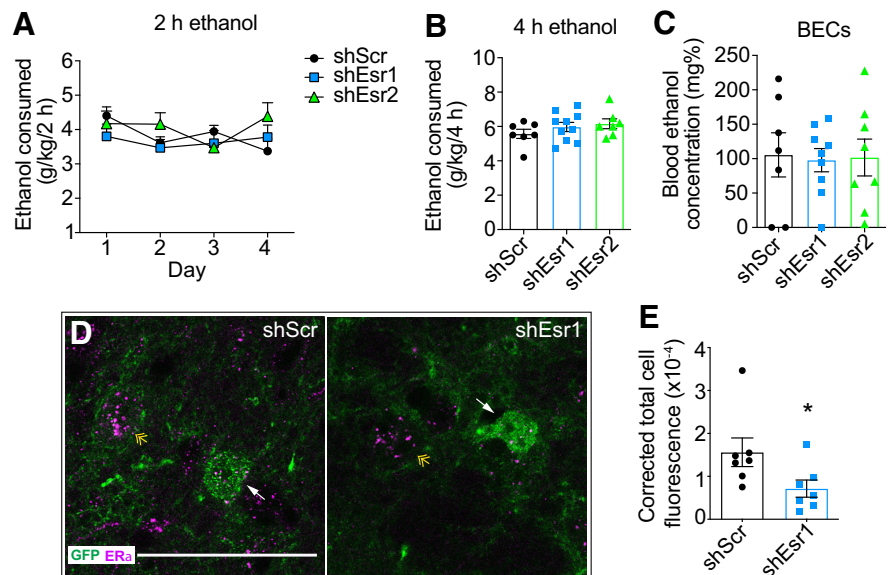 A
2 h ethanol
Ethanol consumed
(g/kg/2 h)
6
5
4
3
2
1
1 2 3 4
Day
shScr
shEsr1
shEsr2
B
4 h ethanol
Ethanol consumed
(g/kg/4 h)
10
8
6
4
2
0
shScr
shEsr1
shEsr2
C
BECs
Blood ethanol
concentration (mg%)
250
200
150
100
50
0
shScr
shEsr1
shEsr2
D
shScr
shEsr1
GFP ERa
E
Corrected total cell
fluorescence (x10⁻⁴)
4
3
2
1
0
*
shScr
shEsr1